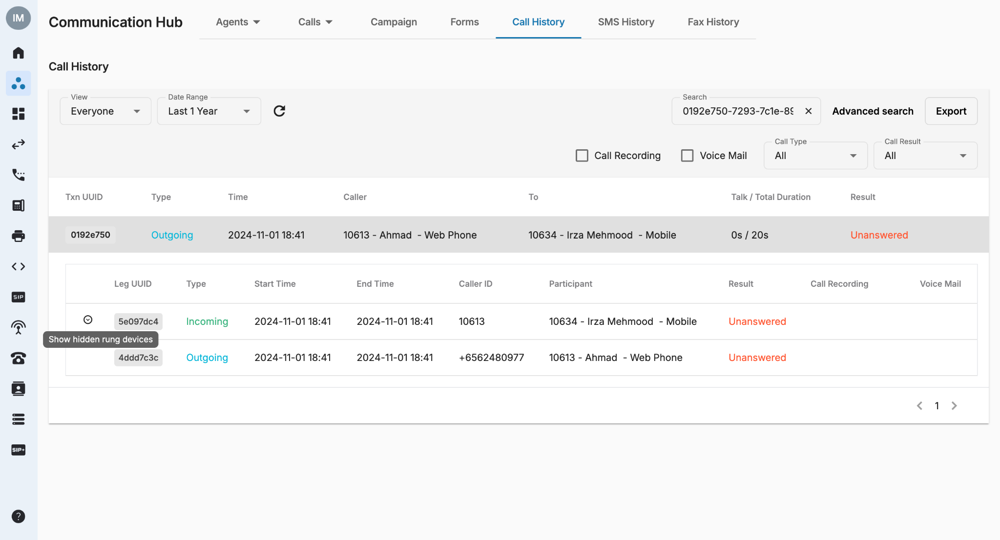 IM
Communication Hub
Agents
Calls
Campaign
Forms
Call History
SMS History
Fax History
Call History
View
Everyone
Date Range
Last 1 Year
Search
0192e750-7293-7c1e-89
Advanced search
Export
Call Recording
Voice Mail
Call Type
All
Call Result
All
Txn UUID Type Time Caller To Talk / Total Duration Result
0192e750 Outgoing 2024-11-01 18:41 10613 - Ahmad - Web Phone 10634 - Irza Mehmood - Mobile 0s / 20s Unanswered
Leg UUID Type Start Time End Time Caller ID Participant Result Call Recording Voice Mail
5e097dc4 Incoming 2024-11-01 18:41 2024-11-01 18:41 10613 10634 - Irza Mehmood - Mobile Unanswered
Show hidden rung devices
4ddd7c3c Outgoing 2024-11-01 18:41 2024-11-01 18:41 +6562480977 10613 - Ahmad - Web Phone Unanswered
1
SIP
SIP+
?